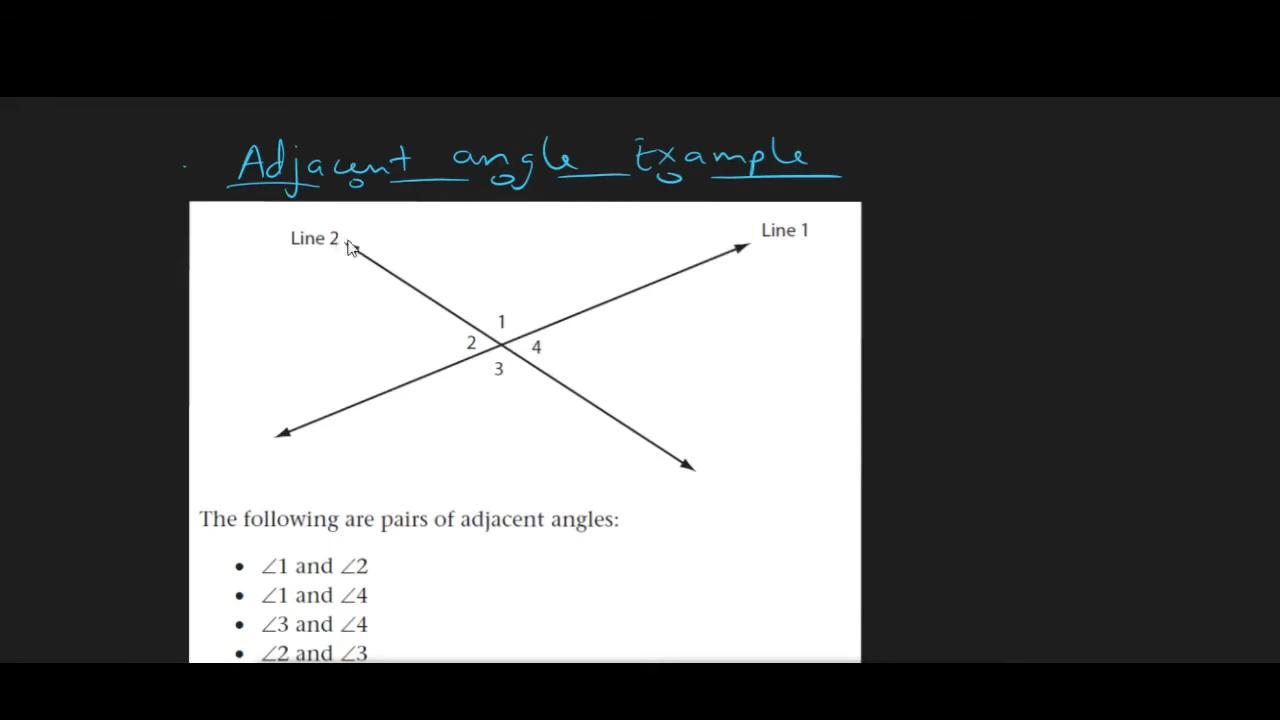 Adjacent angle Example
Line 2
Line 1
1
2
4
3
The following are pairs of adjacent angles:
• ∠1 and ∠2
• ∠1 and ∠4
• ∠3 and ∠4
• ∠2 and ∠3